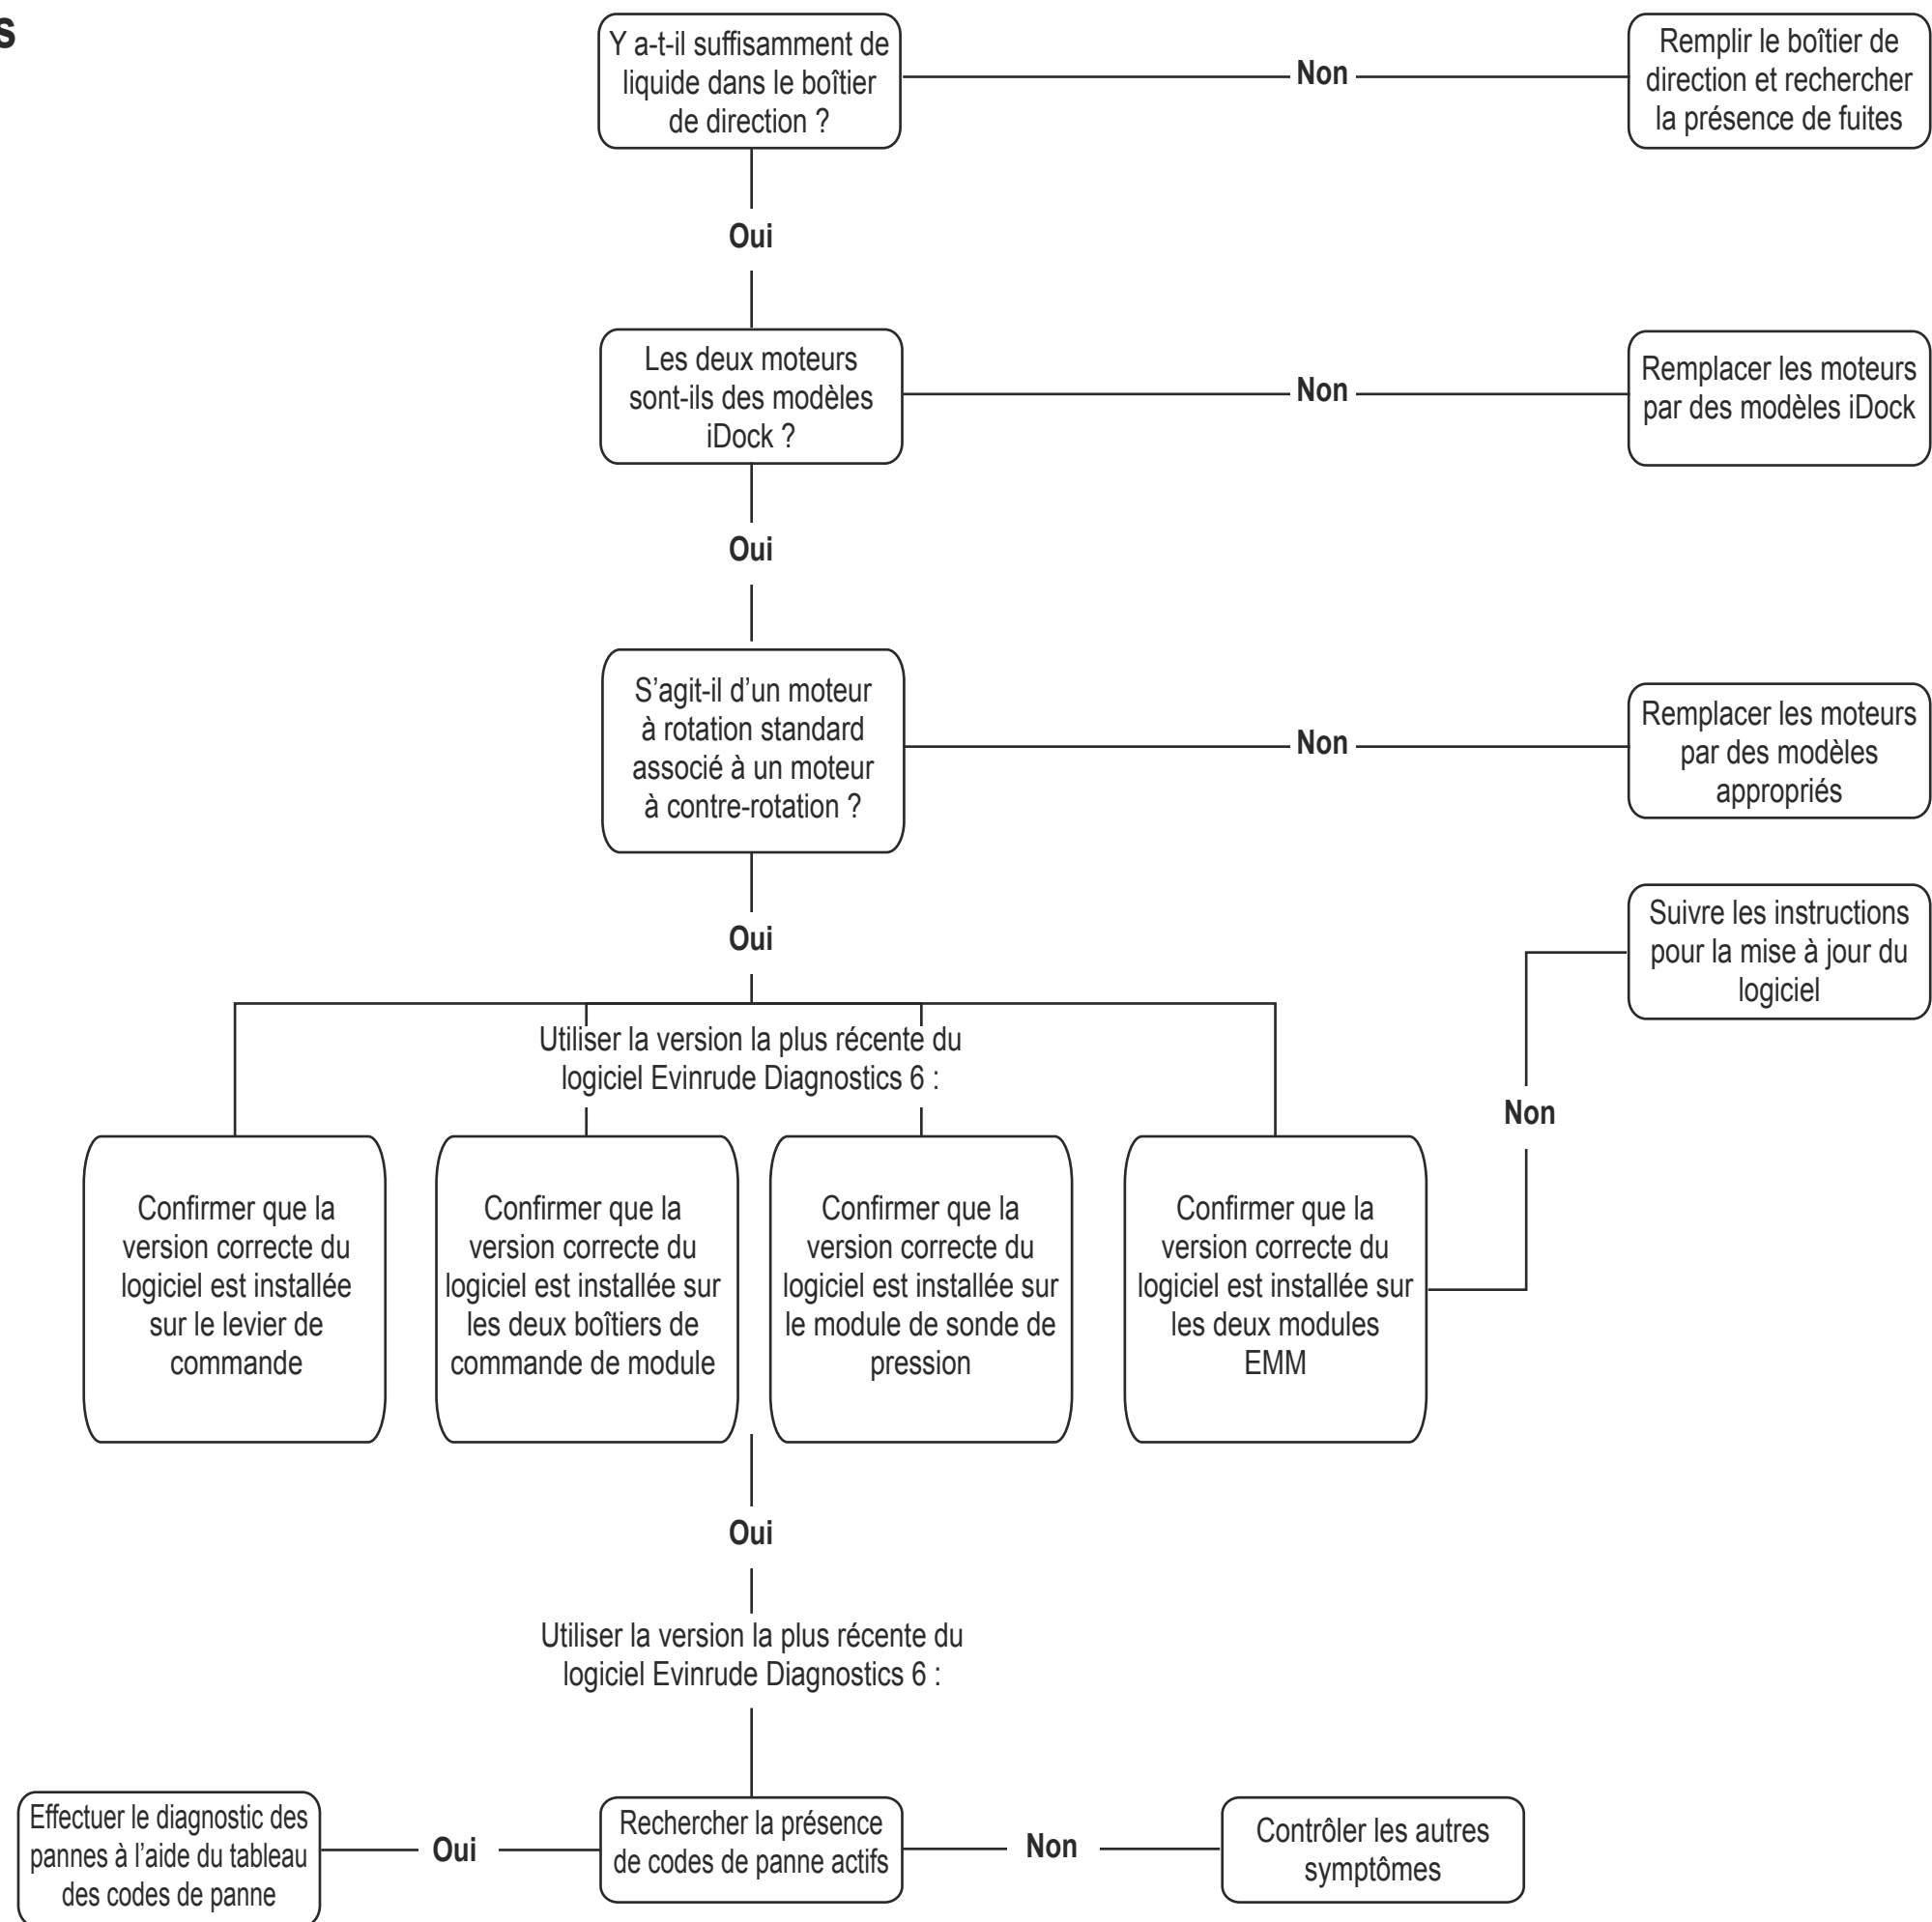 s
Y a-t-il suffisamment de
liquide dans le boîtier
de direction ?
Non
Remplir le boîtier de
direction et rechercher
la présence de fuites
Oui
Les deux moteurs
sont-ils des modèles
iDock ?
Non
Remplacer les moteurs
par des modèles iDock
Oui
S’agit-il d’un moteur
à rotation standard
associé à un moteur
à contre-rotation ?
Non
Remplacer les moteurs
par des modèles
appropriés
Oui
Suivre les instructions
pour la mise à jour du
logiciel
Non
Utiliser la version la plus récente du
logiciel Evinrude Diagnostics 6 :
Confirmer que la
version correcte du
logiciel est installée
sur le levier de
commande
Confirmer que la
version correcte du
logiciel est installée sur
les deux boîtiers de
commande de module
Confirmer que la
version correcte du
logiciel est installée sur
le module de sonde de
pression
Confirmer que la
version correcte du
logiciel est installée sur
les deux modules
EMM
Oui
Utiliser la version la plus récente du
logiciel Evinrude Diagnostics 6 :
Effectuer le diagnostic des
pannes à l’aide du tableau
des codes de panne
Oui
Rechercher la présence
de codes de panne actifs
Non
Contrôler les autres
symptômes